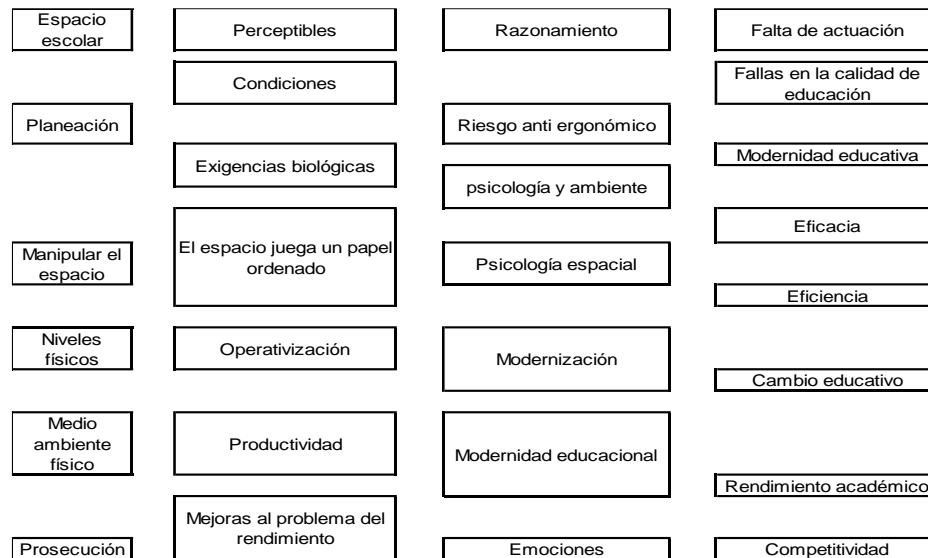 Espacio
escolar
Planeación
Manipular el
espacio
Niveles
físicos
Medio
ambiente
físico
Prosecución
Perceptibles
Condiciones
Exigencias biológicas
El espacio juega un papel
ordenado
Operativización
Productividad
Mejoras al problema del
rendimiento
Razonamiento
Riesgo anti ergonómico
psicología y ambiente
Psicología espacial
Modernización
Modernidad educacional
Emociones
Falta de actuación
Fallas en la calidad de
educación
Modernidad educativa
Eficacia
Eficiencia
Cambio educativo
Rendimiento académico
Competitividad